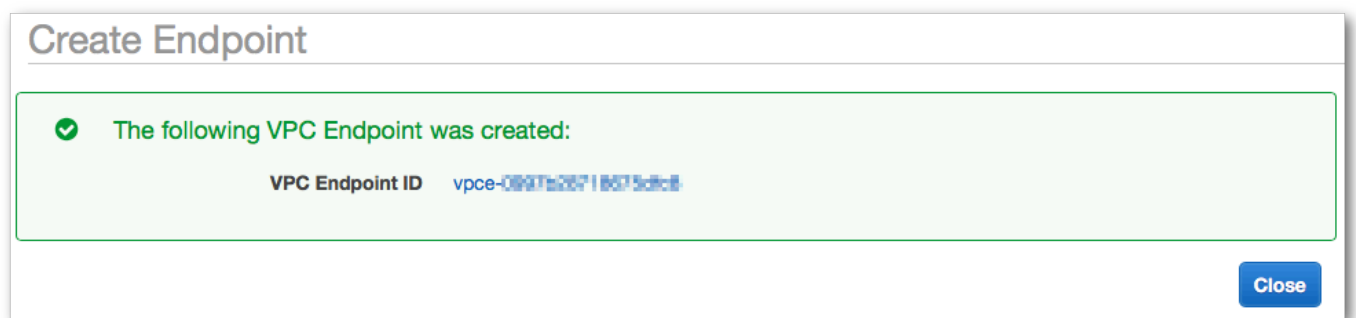 Create Endpoint
The following VPC Endpoint was created:
VPC Endpoint ID vpce-
Close